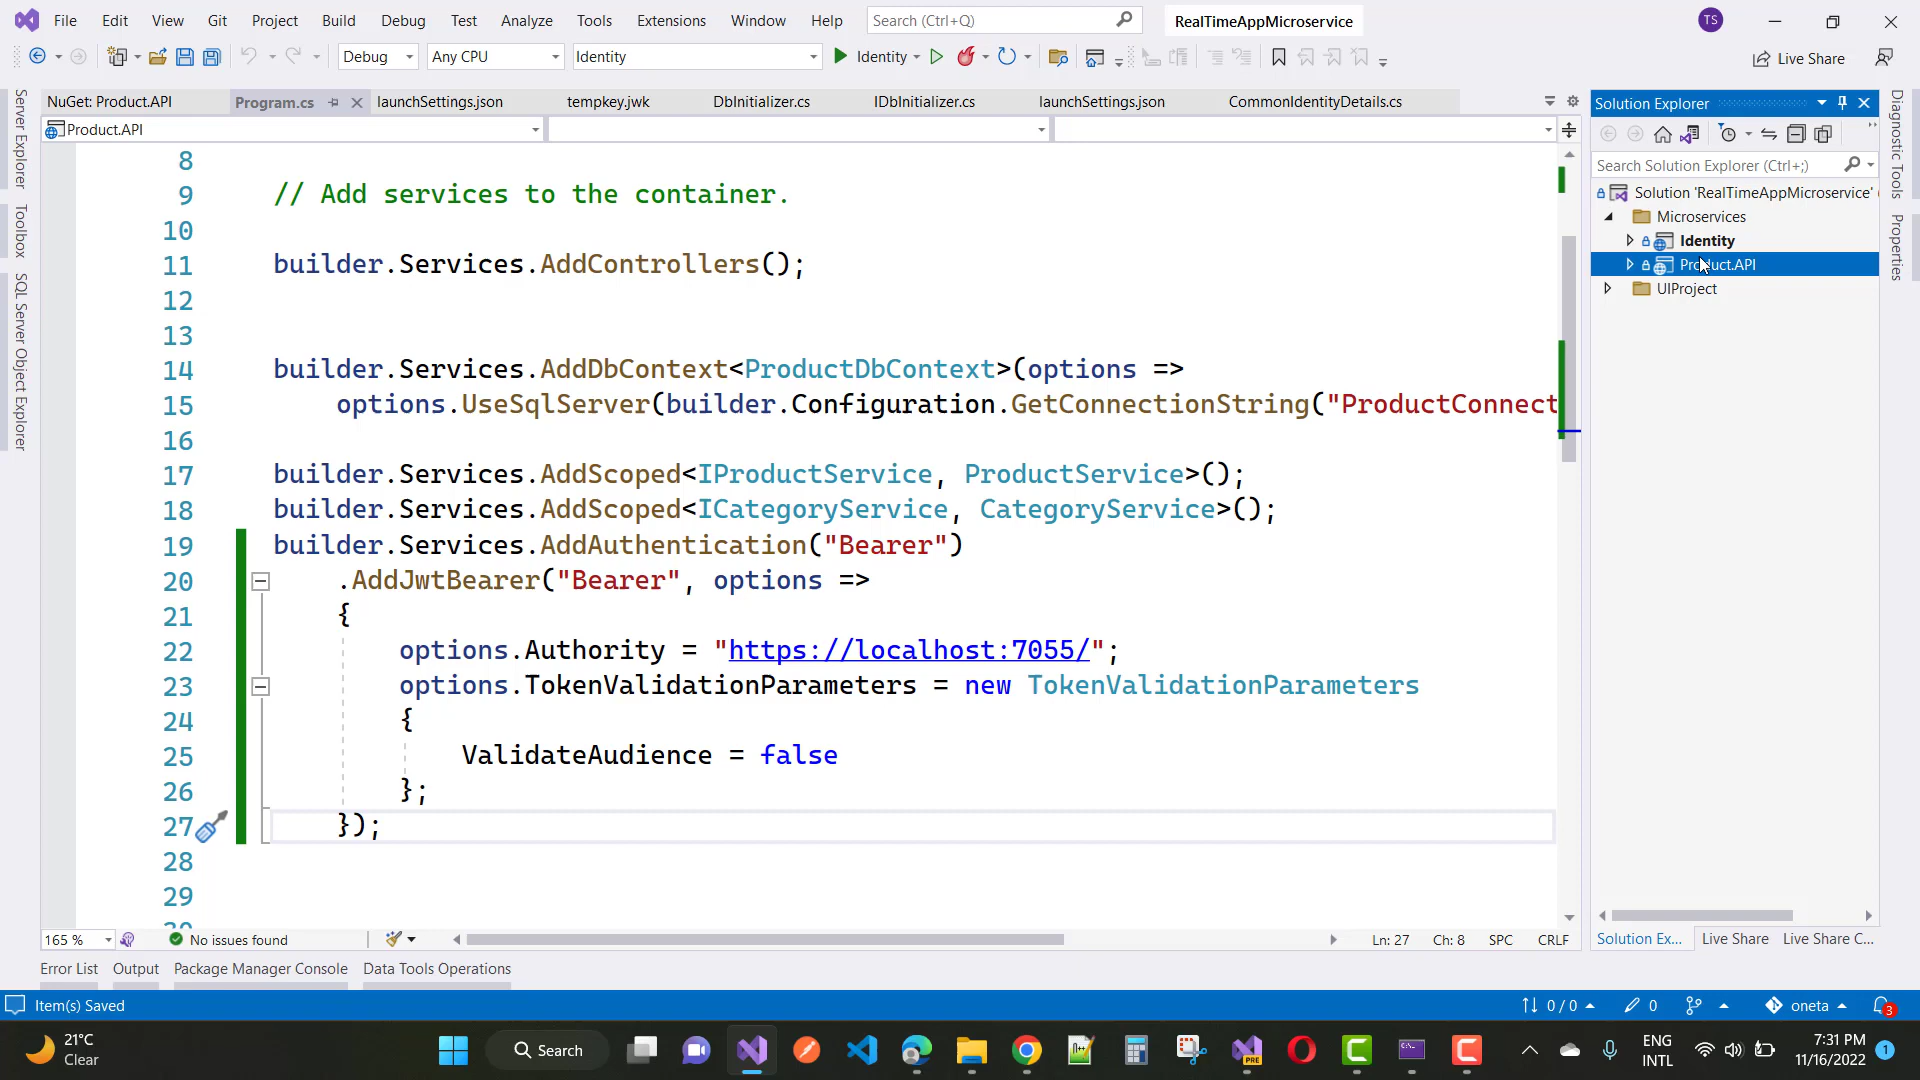 File Edit View Git Project Build Debug Test Analyze Tools Extensions Window Help Search (Ctrl+Q) RealTimeAppMicroservice TS
Debug Any CPU Identity Identity Live Share
NuGet: Product.API Program.cs launchSettings.json tempkey.jwk DbInitializer.cs IDbInitializer.cs launchSettings.json CommonIdentityDetails.cs
Product.API
Server Explorer
Toolbox
SQL Server Object Explorer
8
9 // Add services to the container.
10
11 builder.Services.AddControllers();
12
13
14 builder.Services.AddDbContext<ProductDbContext>(options =>
15 options.UseSqlServer(builder.Configuration.GetConnectionString("ProductConnect
16
17 builder.Services.AddScoped<IProductService, ProductService>();
18 builder.Services.AddScoped<ICategoryService, CategoryService>();
19 builder.Services.AddAuthentication("Bearer")
20 .AddJwtBearer("Bearer", options =>
21 {
22 options.Authority = "https://localhost:7055/";
23 options.TokenValidationParameters = new TokenValidationParameters
24 {
25 ValidateAudience = false
26 };
27 });
28
29
Solution Explorer
Search Solution Explorer (Ctrl+;)
Solution 'RealTimeAppMicroservice' (
Microservices
Identity
Product.API
UIProject
Diagnostic Tools
Properties
165 % No issues found Ln: 27 Ch: 8 SPC CRLF
Solution Ex... Live Share Live Share C...
Error List Output Package Manager Console Data Tools Operations
Item(s) Saved 0 / 0 0 oneta 3
21°C
Clear
Search
PRE
ENG
INTL
7:31 PM
11/16/2022
1